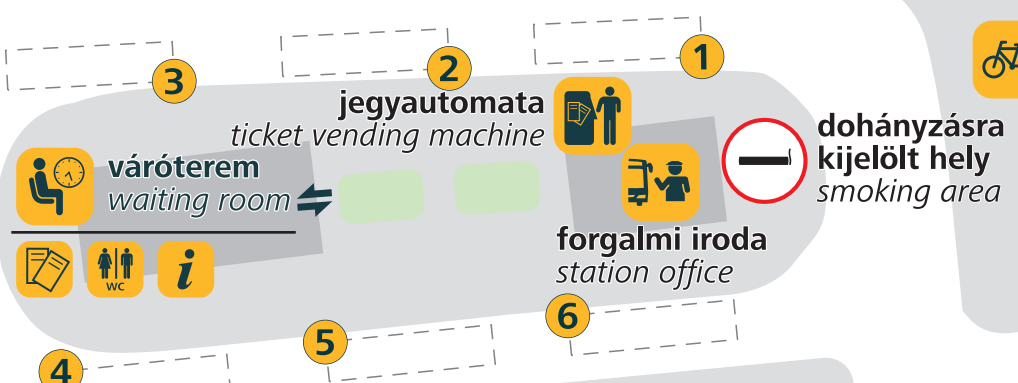 1
2
3
jegyautomata
ticket vending machine
dohányzásra
kijelölt hely
smoking area
váróterem
waiting room
WC
i
forgalmi iroda
station office
6
5
4